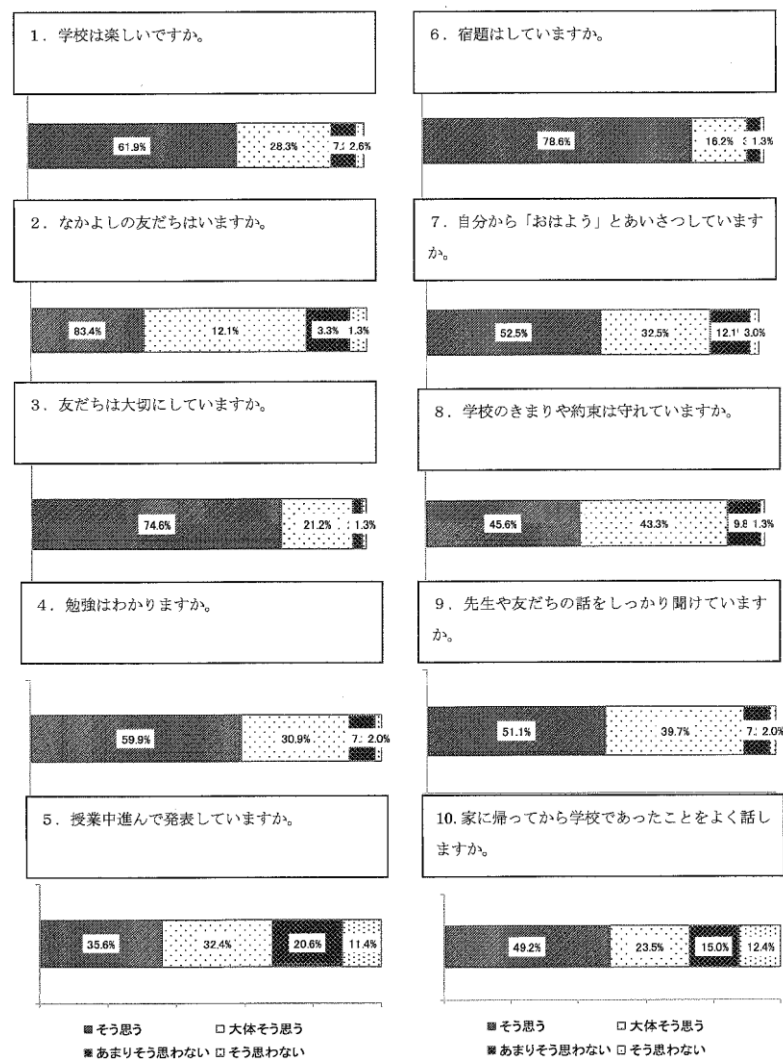 1．学校は楽しいですか。
61.9% 28.3% 7. 2.6%
2．なかよしの友だちはいますか。
83.4% 12.1% 3.3% 1.3%
3．友だちは大切にしていますか。
74.6% 21.2% 1.3%
4．勉強はわかりますか。
59.9% 30.9% 7. 2.0%
5．授業中進んで発表していますか。
35.6% 32.4% 20.6% 11.4%
そう思う 大体そう思う
あまりそう思わない そう思わない
6．宿題はしていますか。
78.6% 16.2% 3 1.3%
7．自分から「おはよう」とあいさつしています
か。
52.5% 32.5% 12.1 3.0%
8．学校のきまりや約束は守れていますか。
45.6% 43.3% 9.8 1.3%
9．先生や友だちの話をしっかり聞けています
か。
51.1% 39.7% 7. 2.0%
10. 家に帰ってから学校であったことをよく話し
ますか。
49.2% 23.5% 15.0% 12.4%
そう思う 大体そう思う
あまりそう思わない そう思わない